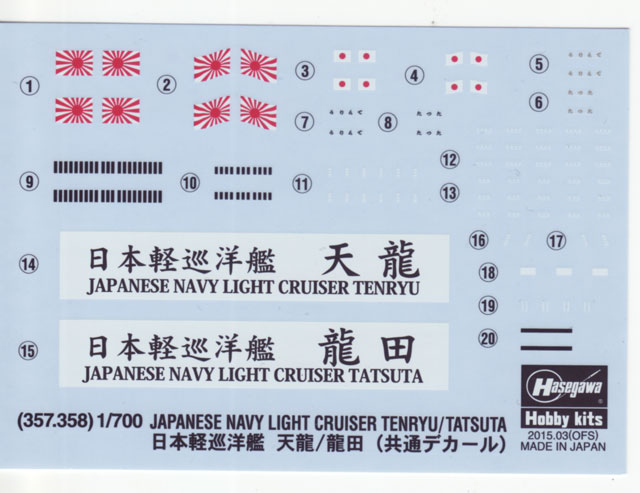 1
2
3
4
5
6
7
8
9
10
11
12
13
14
日本軽巡洋艦 天龍
JAPANESE NAVY LIGHT CRUISER TENRYU
15
日本軽巡洋艦 龍田
JAPANESE NAVY LIGHT CRUISER TATSUTA
16
17
18
19
20
Hasegawa
Hobby kits
2015.03(OFS)
MADE IN JAPAN
(357.358) 1/700 JAPANESE NAVY LIGHT CRUISER TENRYU/TATSUTA
日本軽巡洋艦 天龍/龍田 (共通デカール)